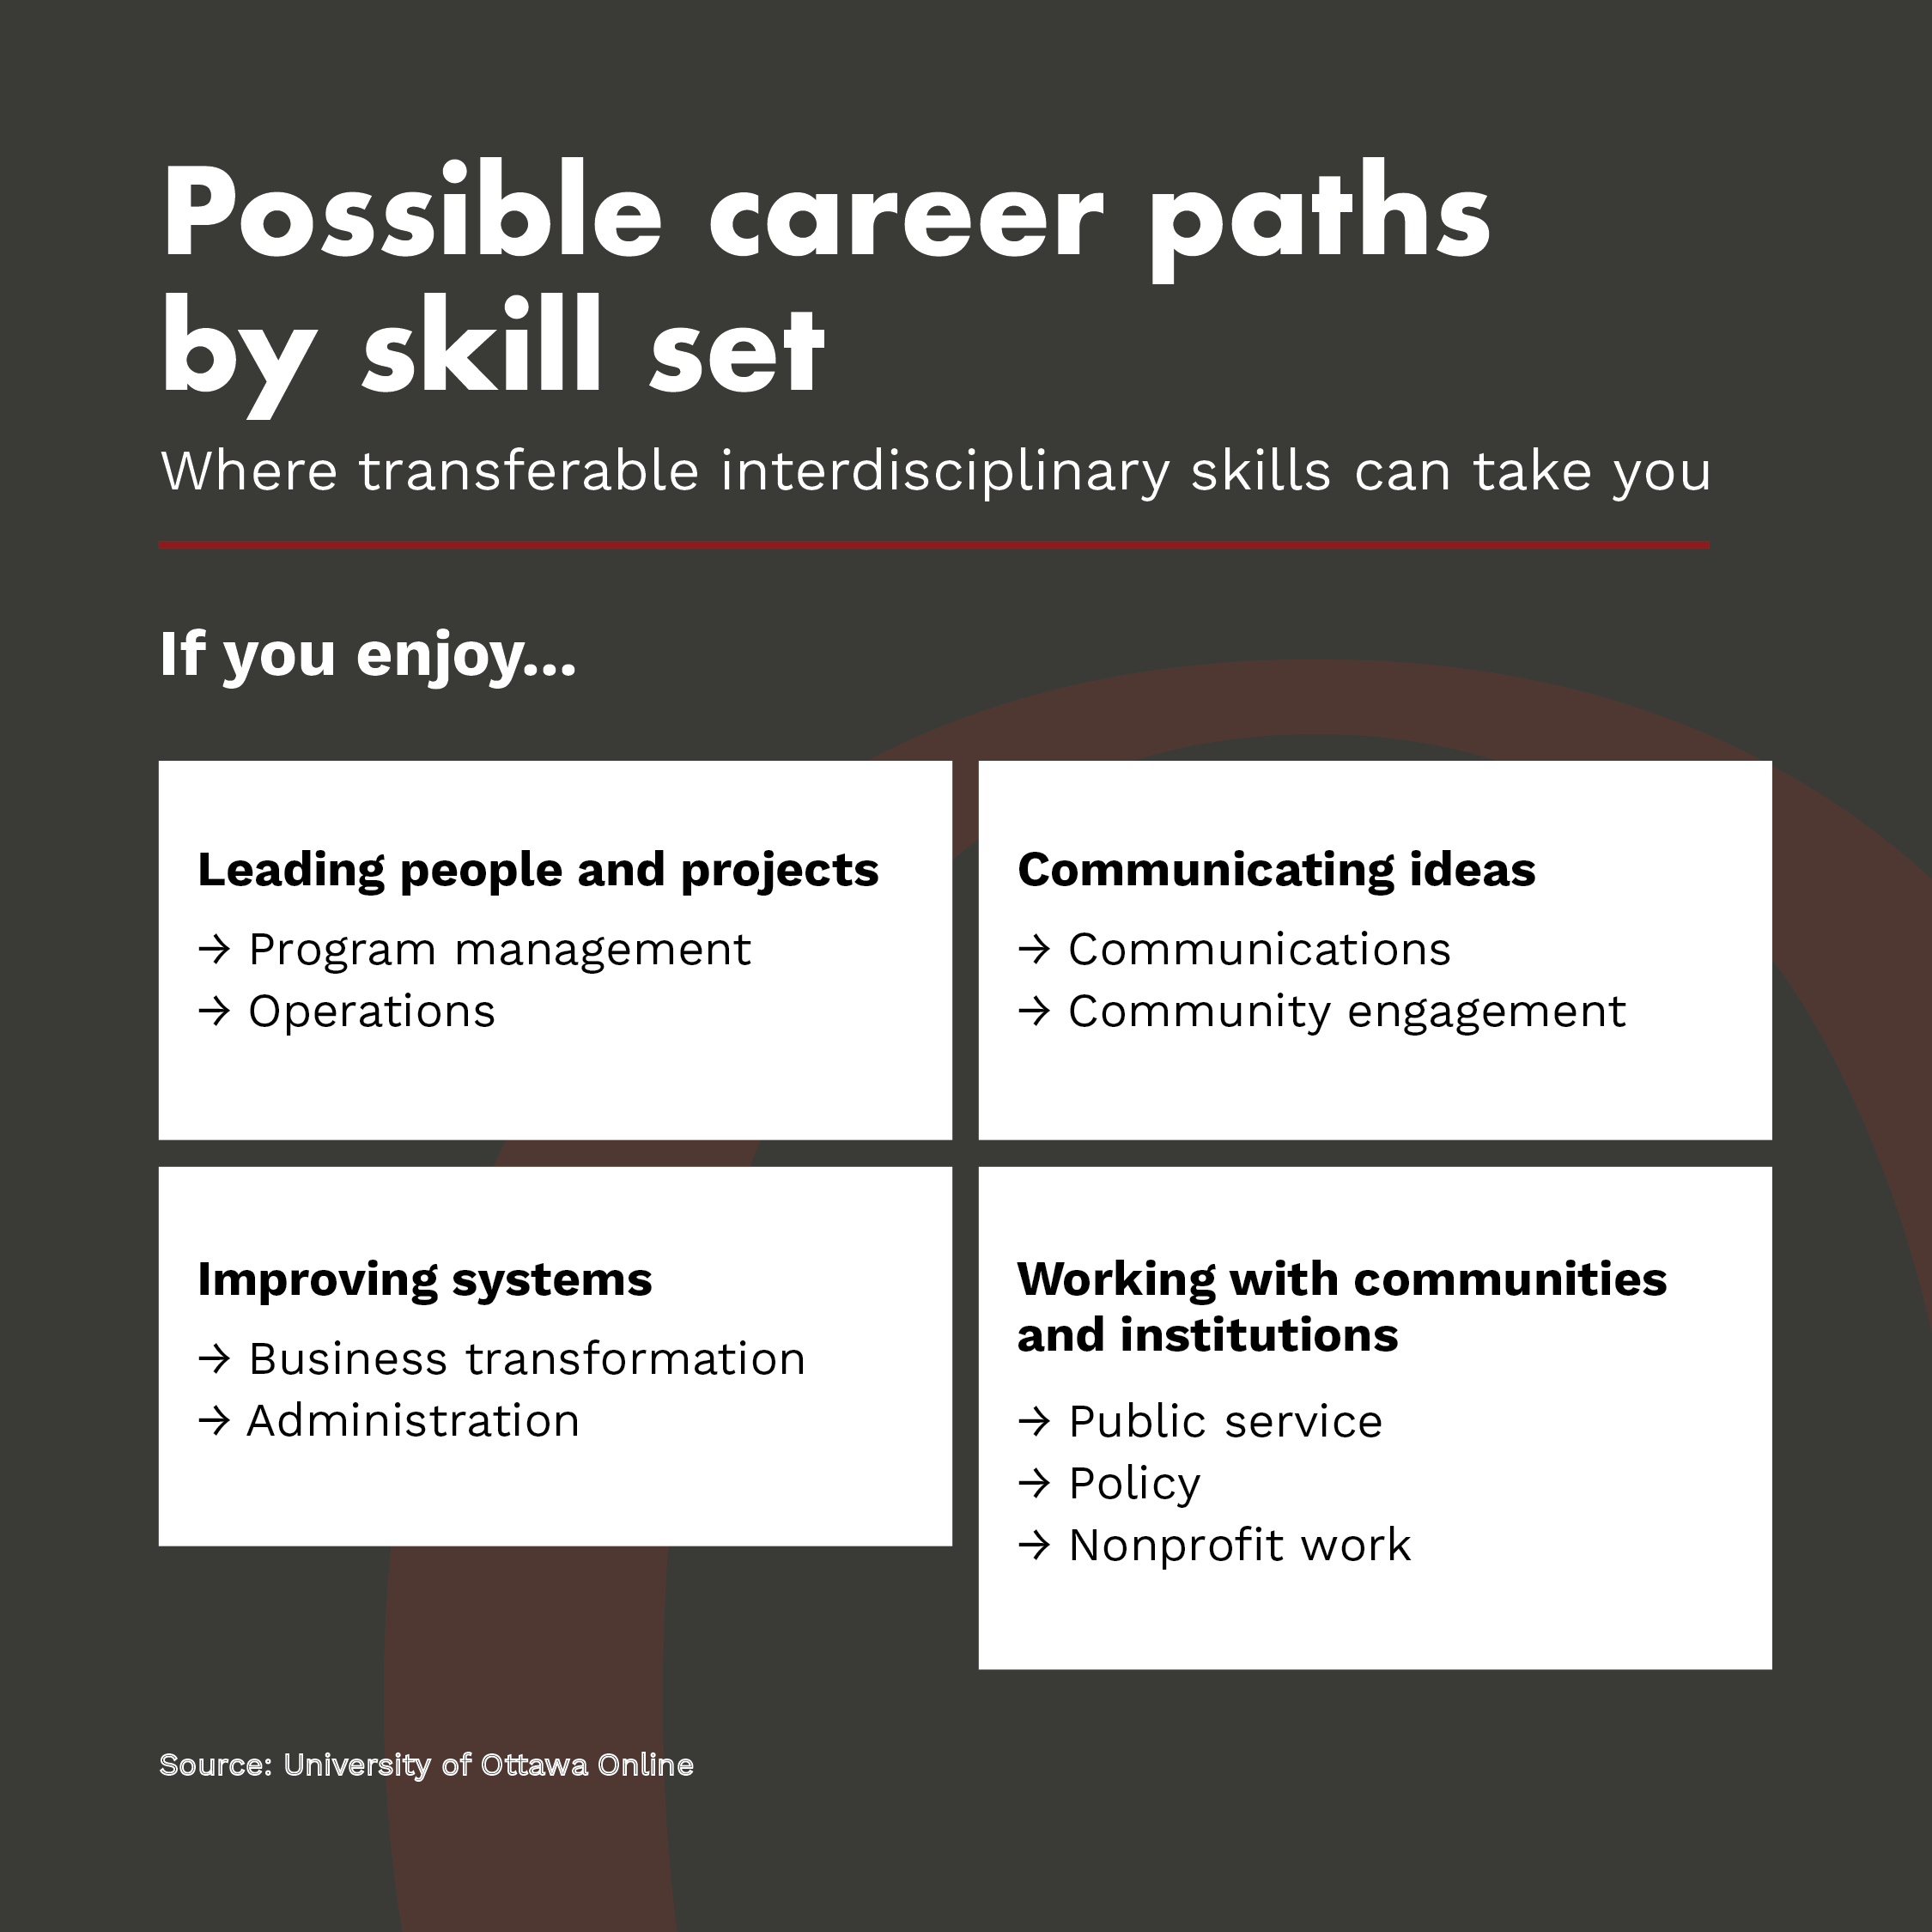 Possible career paths
by skill set
Where transferable interdisciplinary skills can take you
If you enjoy...
Leading people and projects
→ Program management
→ Operations
Communicating ideas
→ Communications
→ Community engagement
Improving systems
→ Business transformation
→ Administration
Working with communities
and institutions
→ Public service
→ Policy
→ Nonprofit work
Source: University of Ottawa Online